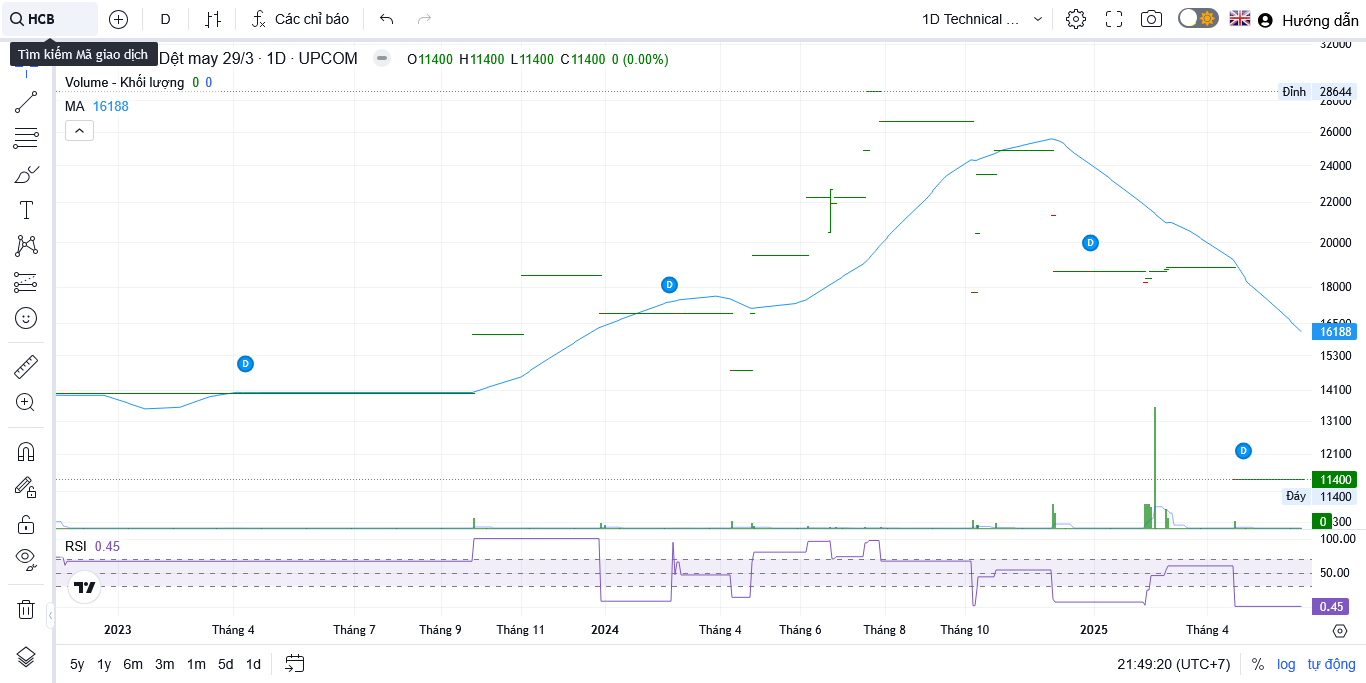 HCB
D
Các chỉ báo
1D Technical ...
Hướng dẫn
Tìm kiếm Mã giao dịch
Dệt may 29/3 · 1D · UPCOM
O11400 H11400 L11400 C11400 0 (0.00%)
Volume - Khối lượng 0 0
MA 16188
32000
Đỉnh 28644
28000
26000
24000
22000
20000
18000
16500
16188
15300
14100
13100
12100
11400
Đáy 11400
0
300
D
D
D
D
RSI 0.45
100.00
50.00
0.45
2023
Tháng 4
Tháng 7
Tháng 9
Tháng 11
2024
Tháng 4
Tháng 6
Tháng 8
Tháng 10
2025
Tháng 4
5y 1y 6m 3m 1m 5d 1d
21:49:20 (UTC+7)
% log tự động